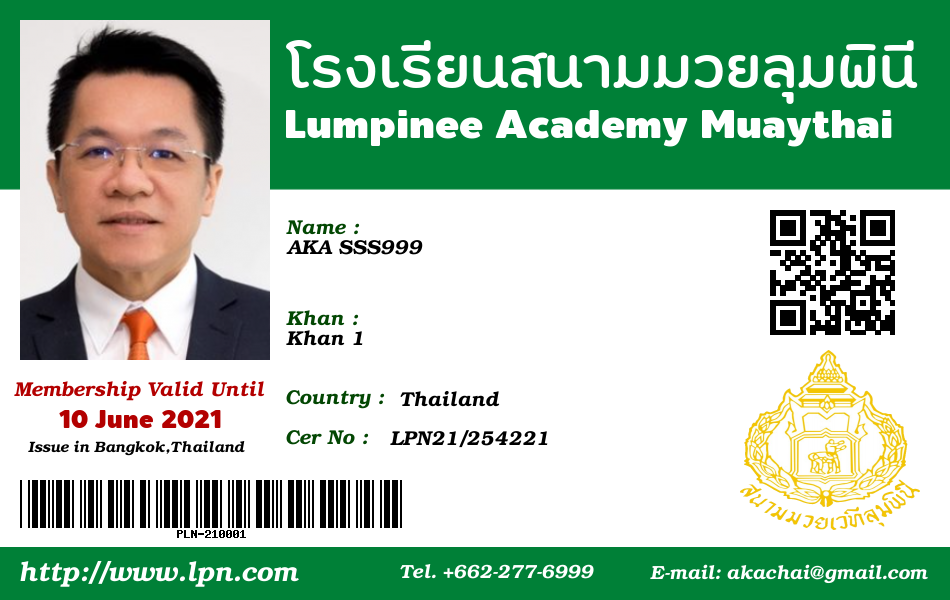 โรงเรียนสนามมวยลุมพินี
Lumpinee Academy Muaythai
Name :
AKA SSS999
Khan :
Khan 1
Country : Thailand
Cer No : LPN21/254221
Membership Valid Until
10 June 2021
Issue in Bangkok,Thailand
PLN-210001
สนามมวยเวทีลุมพินี
http://www.lpn.com
Tel. +662-277-6999
E-mail: akachai@gmail.com